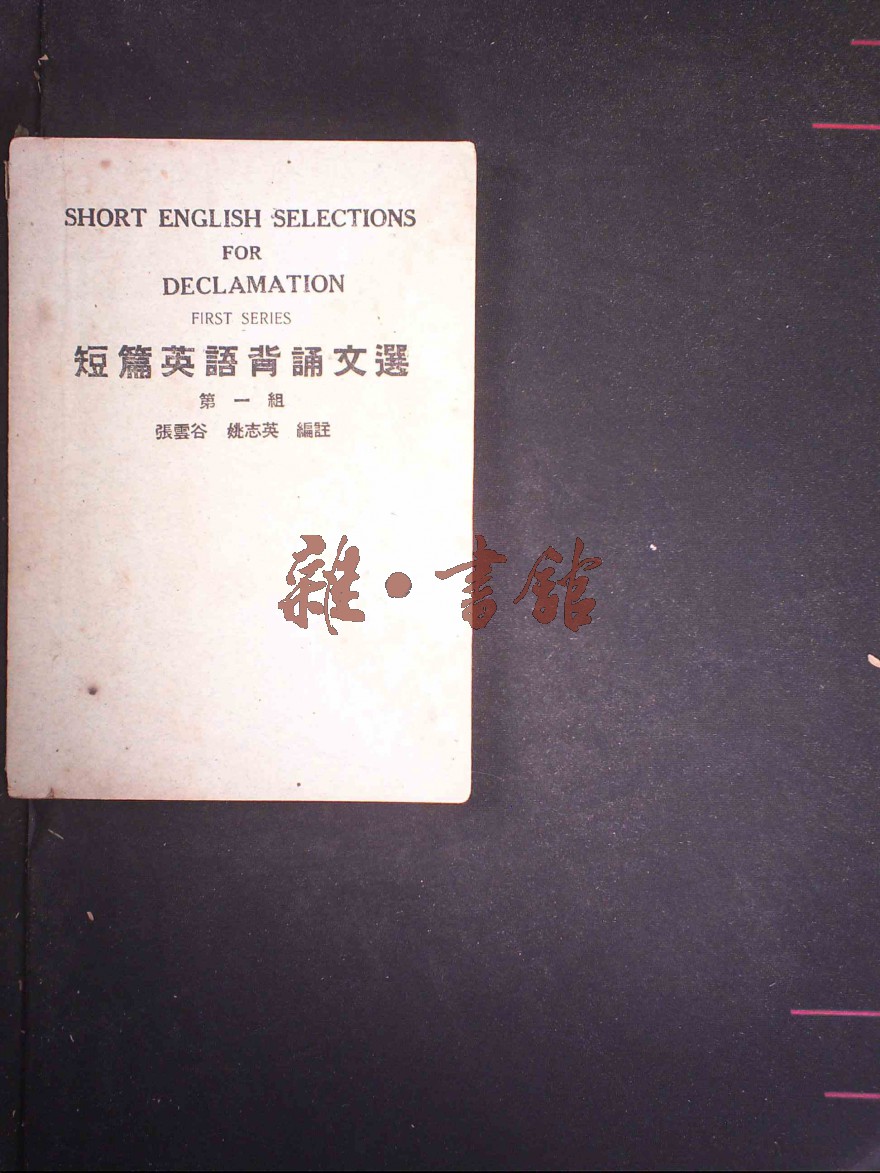 SHORT ENGLISH SELECTIONS
FOR
DECLAMATION
FIRST SERIES
短篇英語背誦文選
第一組
張雲谷 姚志英 編註
雜·書館